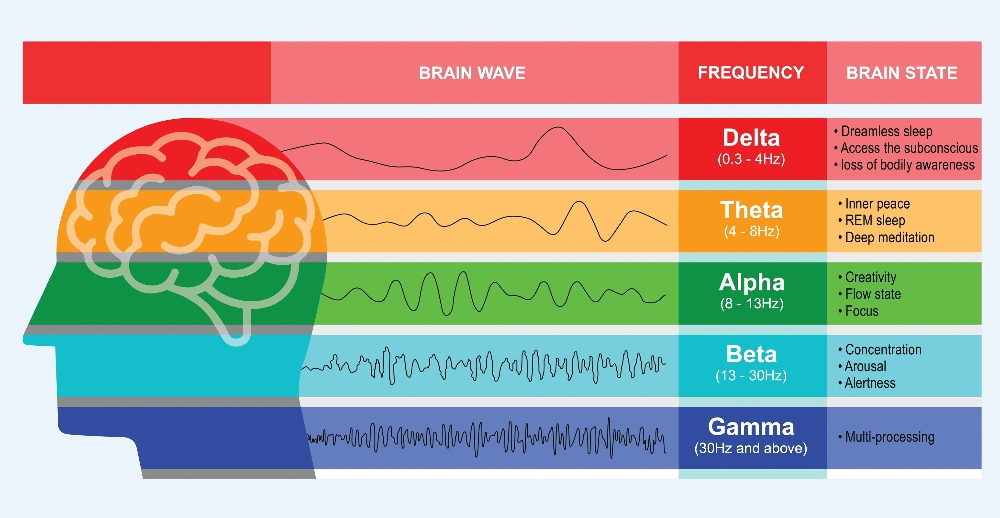 BRAIN WAVE
FREQUENCY
BRAIN STATE
Delta
(0.3 - 4Hz)
• Dreamless sleep
• Access the subconscious
• loss of bodily awareness
Theta
(4 - 8Hz)
• Inner peace
• REM sleep
• Deep meditation
Alpha
(8 - 13Hz)
• Creativity
• Flow state
• Focus
Beta
(13 - 30Hz)
• Concentration
• Arousal
• Alertness
Gamma
(30Hz and above)
• Multi-processing